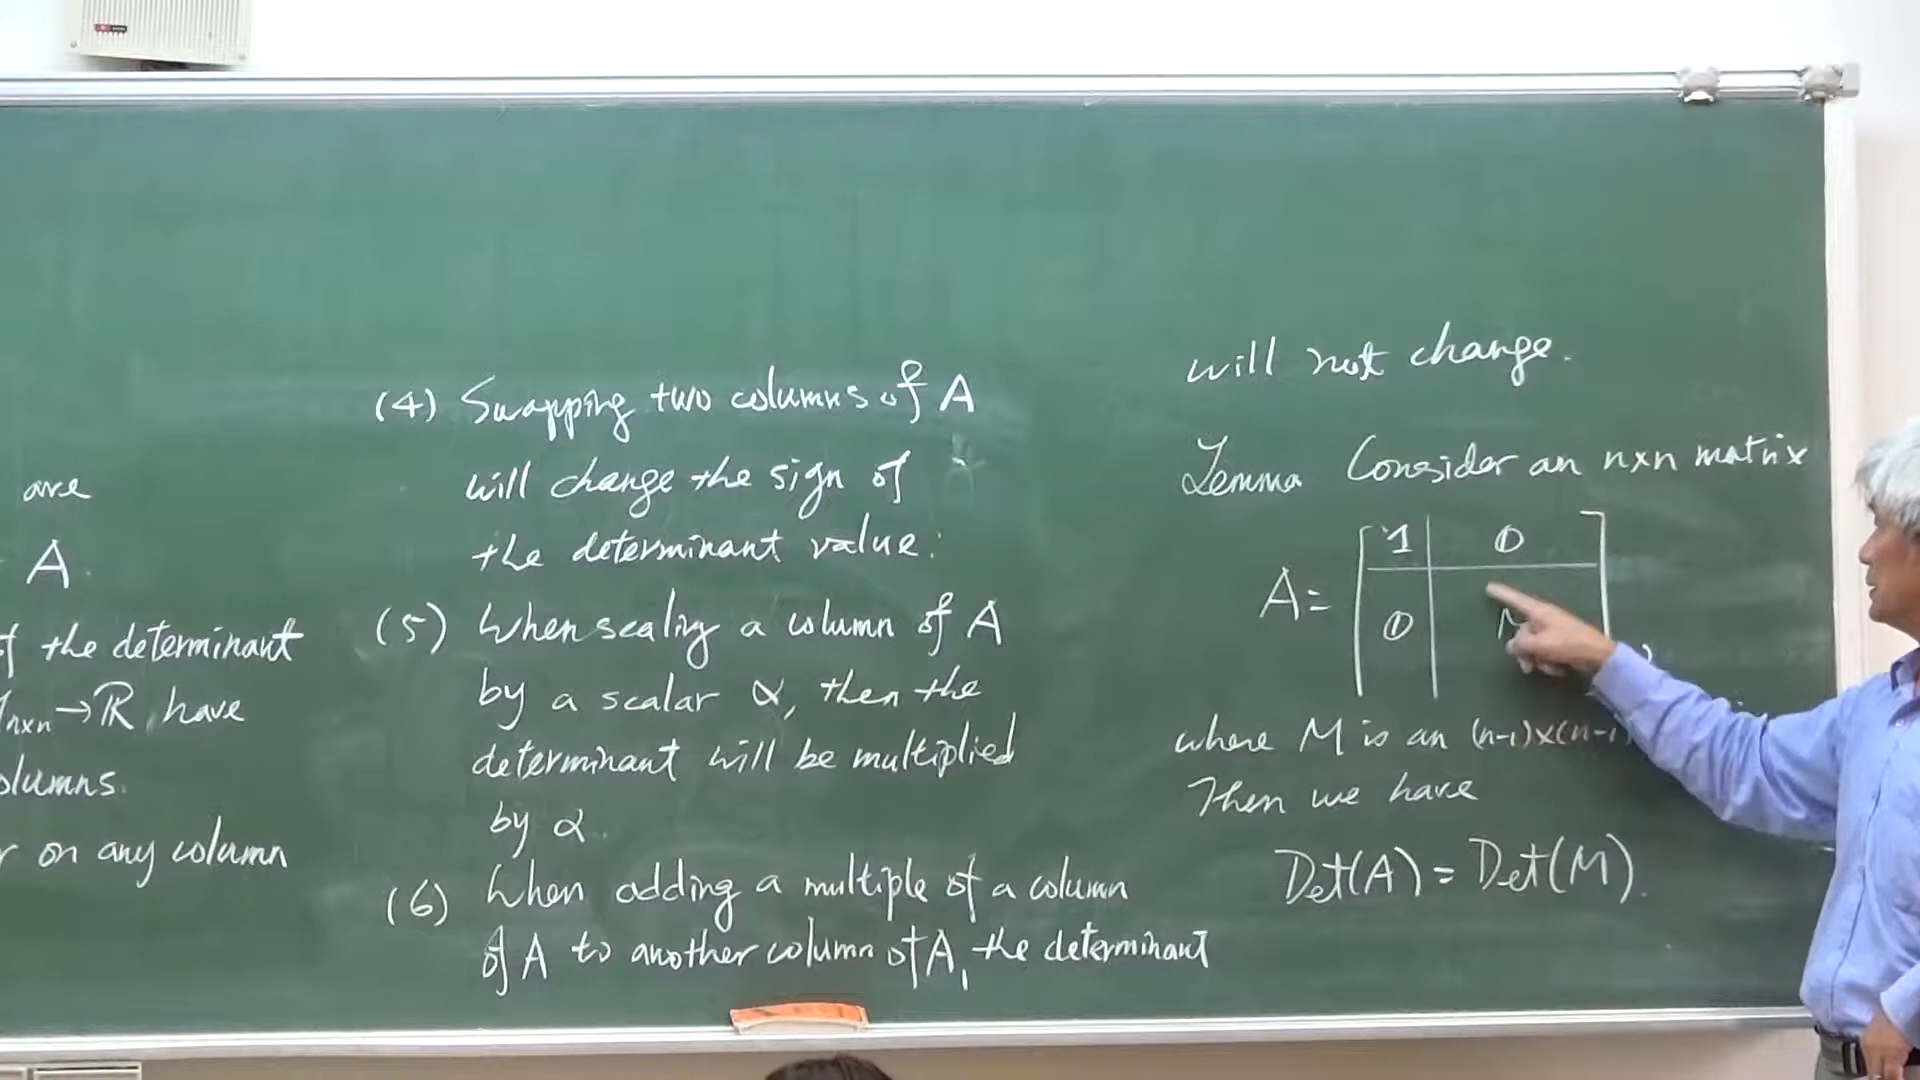 are
A.
of the determinant
n×n → R have
columns.
on any column
(4) Swapping two columns of A
will change the sign of
the determinant value.
(5) When scaling a column of A
by a scalar α, then the
determinant will be multiplied
by α.
(6) When adding a multiple of a column
of A to another column of A, the determinant
will not change.
Lemma Consider an n×n matrix
1 0
A=
0
where M is an (n-1)×(n-1)
Then we have
Det(A) = Det(M).